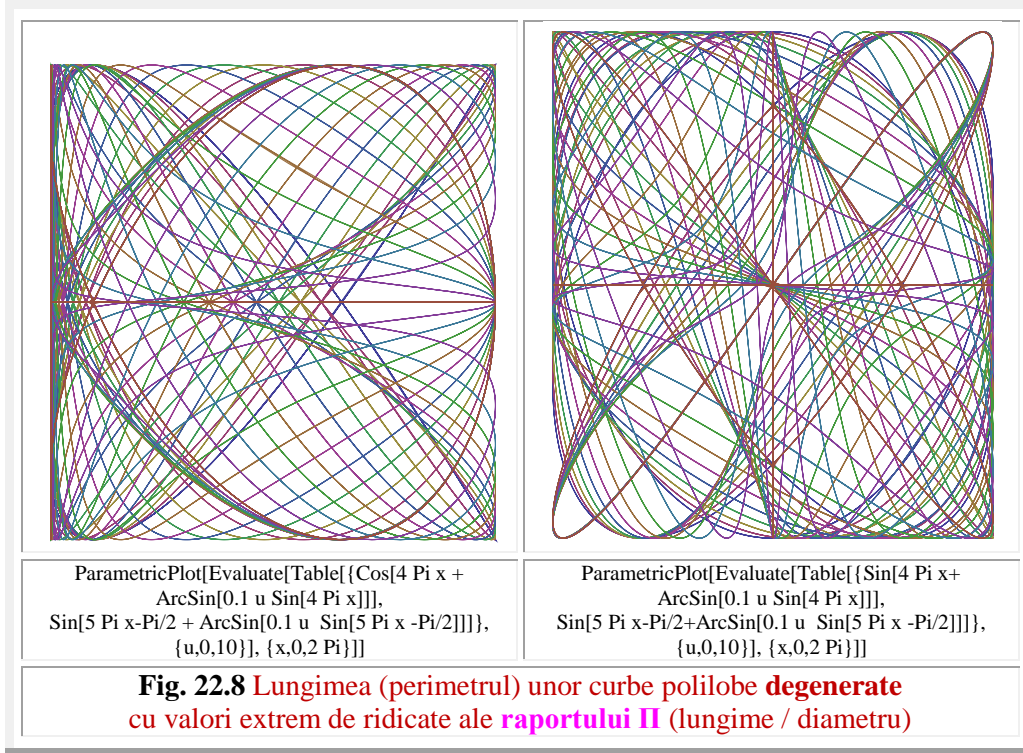 ParametricPlot[Evaluate[Table[{Cos[4 Pi x +
ArcSin[0.1 u Sin[4 Pi x]]],
Sin[5 Pi x-Pi/2 + ArcSin[0.1 u  Sin[5 Pi x -Pi/2]]]},
{u,0,10}], {x,0,2 Pi}]]
ParametricPlot[Evaluate[Table[{Sin[4 Pi x+
ArcSin[0.1 u Sin[4 Pi x]]],
Sin[5 Pi x-Pi/2+ArcSin[0.1 u  Sin[5 Pi x -Pi/2]]]},
{u,0,10}], {x,0,2 Pi}]]
Fig. 22.8 Lungimea (perimetrul) unor curbe polilobe degenerate
cu valori extrem de ridicate ale raportului Π (lungime / diametru)